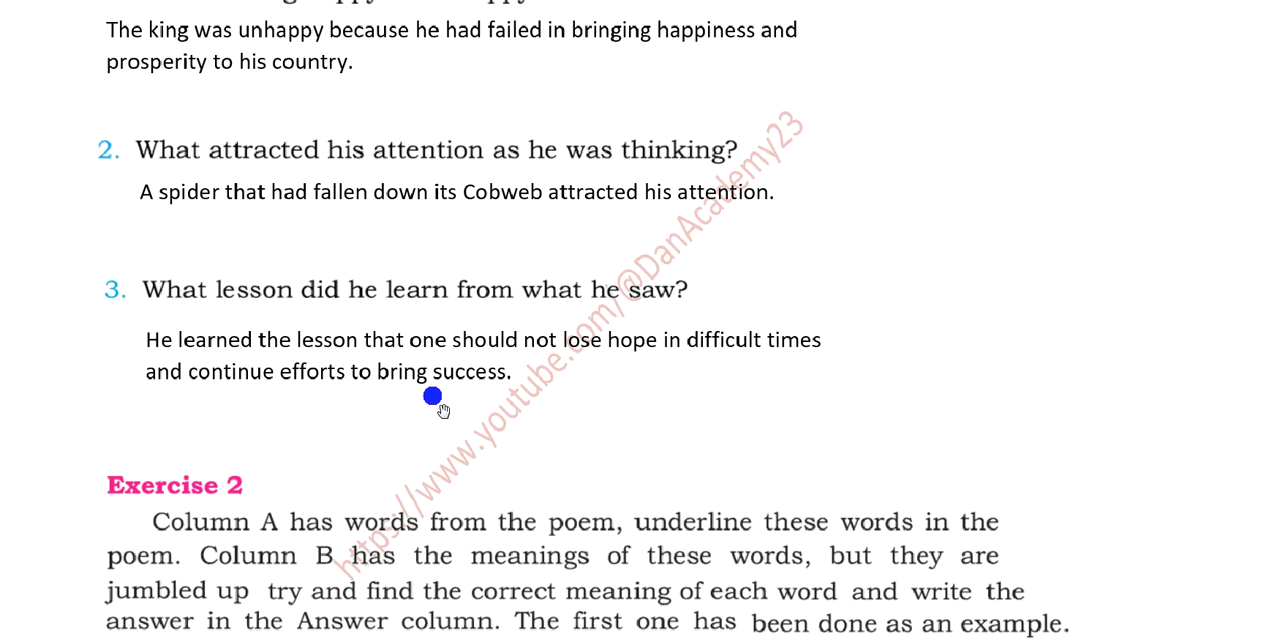 The king was unhappy because he had failed in bringing happiness and
prosperity to his country.
2. What attracted his attention as he was thinking?
A spider that had fallen down its Cobweb attracted his attention.
3. What lesson did he learn from what he saw?
He learned the lesson that one should not lose hope in difficult times
and continue efforts to bring success.
https://www.youtube.com/@DanAcademy23
Exercise 2
Column A has words from the poem, underline these words in the
poem. Column B has the meanings of these words, but they are
jumbled up try and find the correct meaning of each word and write the
answer in the Answer column. The first one has been done as an example.